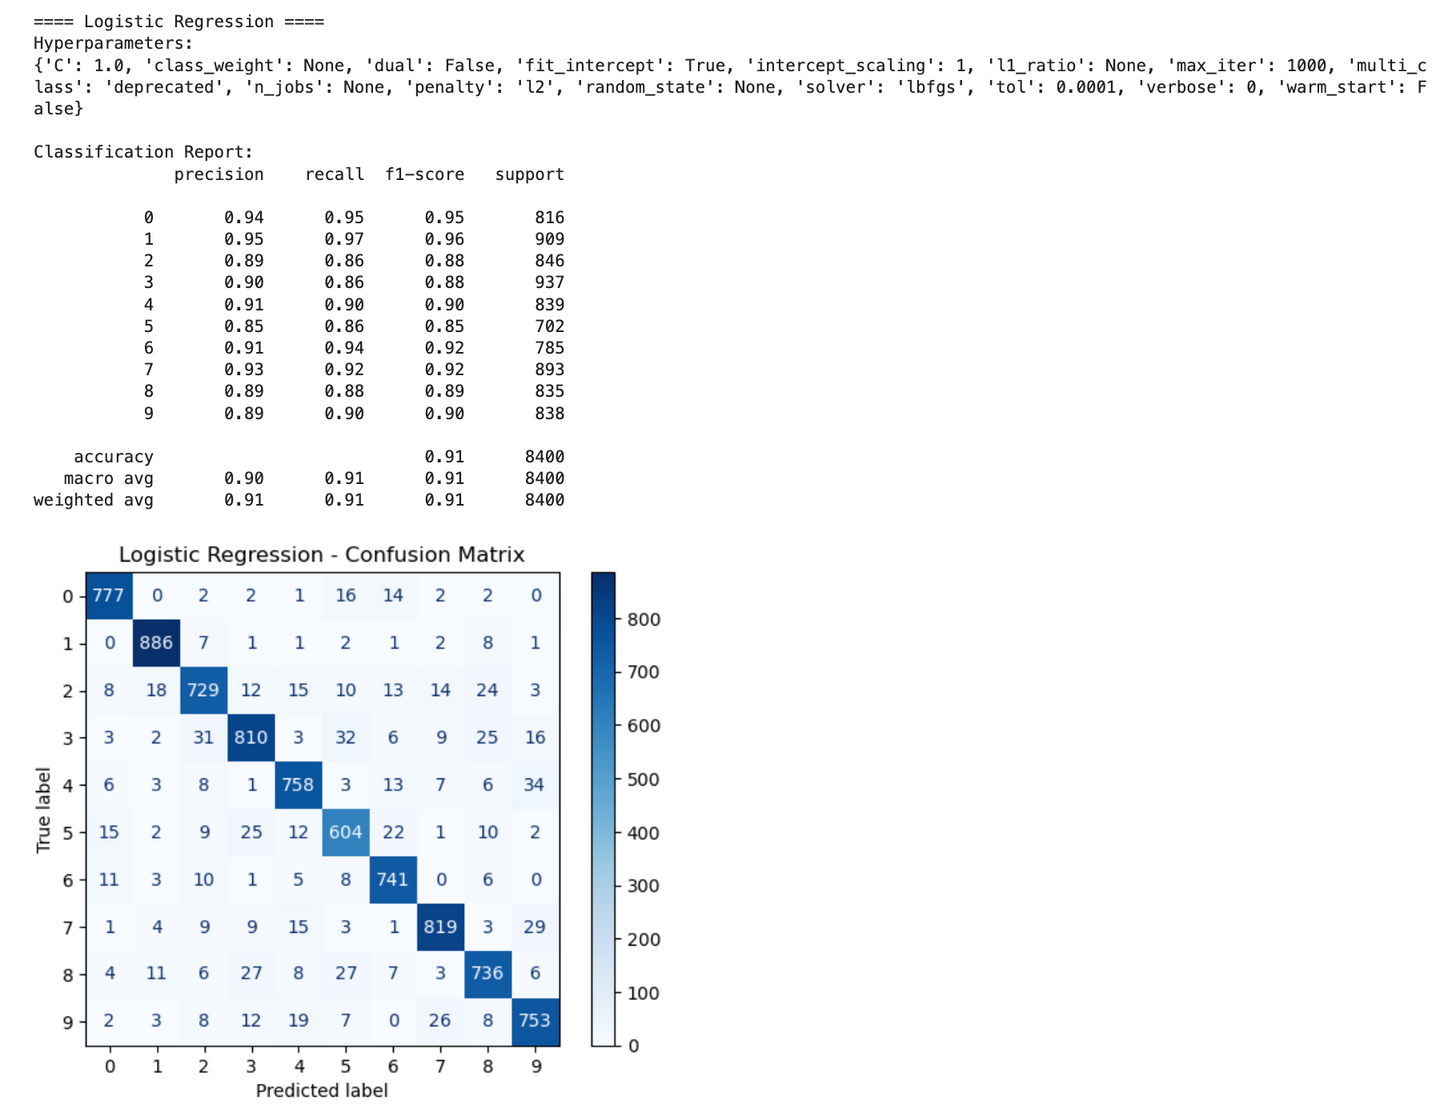 ==== Logistic Regression ====
Hyperparameters:
{'C': 1.0, 'class_weight': None, 'dual': False, 'fit_intercept': True, 'intercept_scaling': 1, 'l1_ratio': None, 'max_iter': 1000, 'multi_c
lass': 'deprecated', 'n_jobs': None, 'penalty': 'l2', 'random_state': None, 'solver': 'lbfgs', 'tol': 0.0001, 'verbose': 0, 'warm_start': F
alse}
Classification Report:
precision recall f1-score support
0 0.94 0.95 0.95 816
1 0.95 0.97 0.96 909
2 0.89 0.86 0.88 846
3 0.90 0.86 0.88 937
4 0.91 0.90 0.90 839
5 0.85 0.86 0.85 702
6 0.91 0.94 0.92 785
7 0.93 0.92 0.92 893
8 0.89 0.88 0.89 835
9 0.89 0.90 0.90 838
accuracy 0.91 8400
macro avg 0.90 0.91 0.91 8400
weighted avg 0.91 0.91 0.91 8400
Logistic Regression - Confusion Matrix
0 777 0 2 2 1 16 14 2 2 0
1 0 886 7 1 1 2 1 2 8 1
2 8 18 729 12 15 10 13 14 24 3
3 3 2 31 810 3 32 6 9 25 16
4 6 3 8 1 758 3 13 7 6 34
5 15 2 9 25 12 604 22 1 10 2
6 11 3 10 1 5 8 741 0 6 0
7 1 4 9 9 15 3 1 819 3 29
8 4 11 6 27 8 27 7 3 736 6
9 2 3 8 12 19 7 0 26 8 753
0 1 2 3 4 5 6 7 8 9
Predicted label
True label
800
700
600
500
400
300
200
100
0